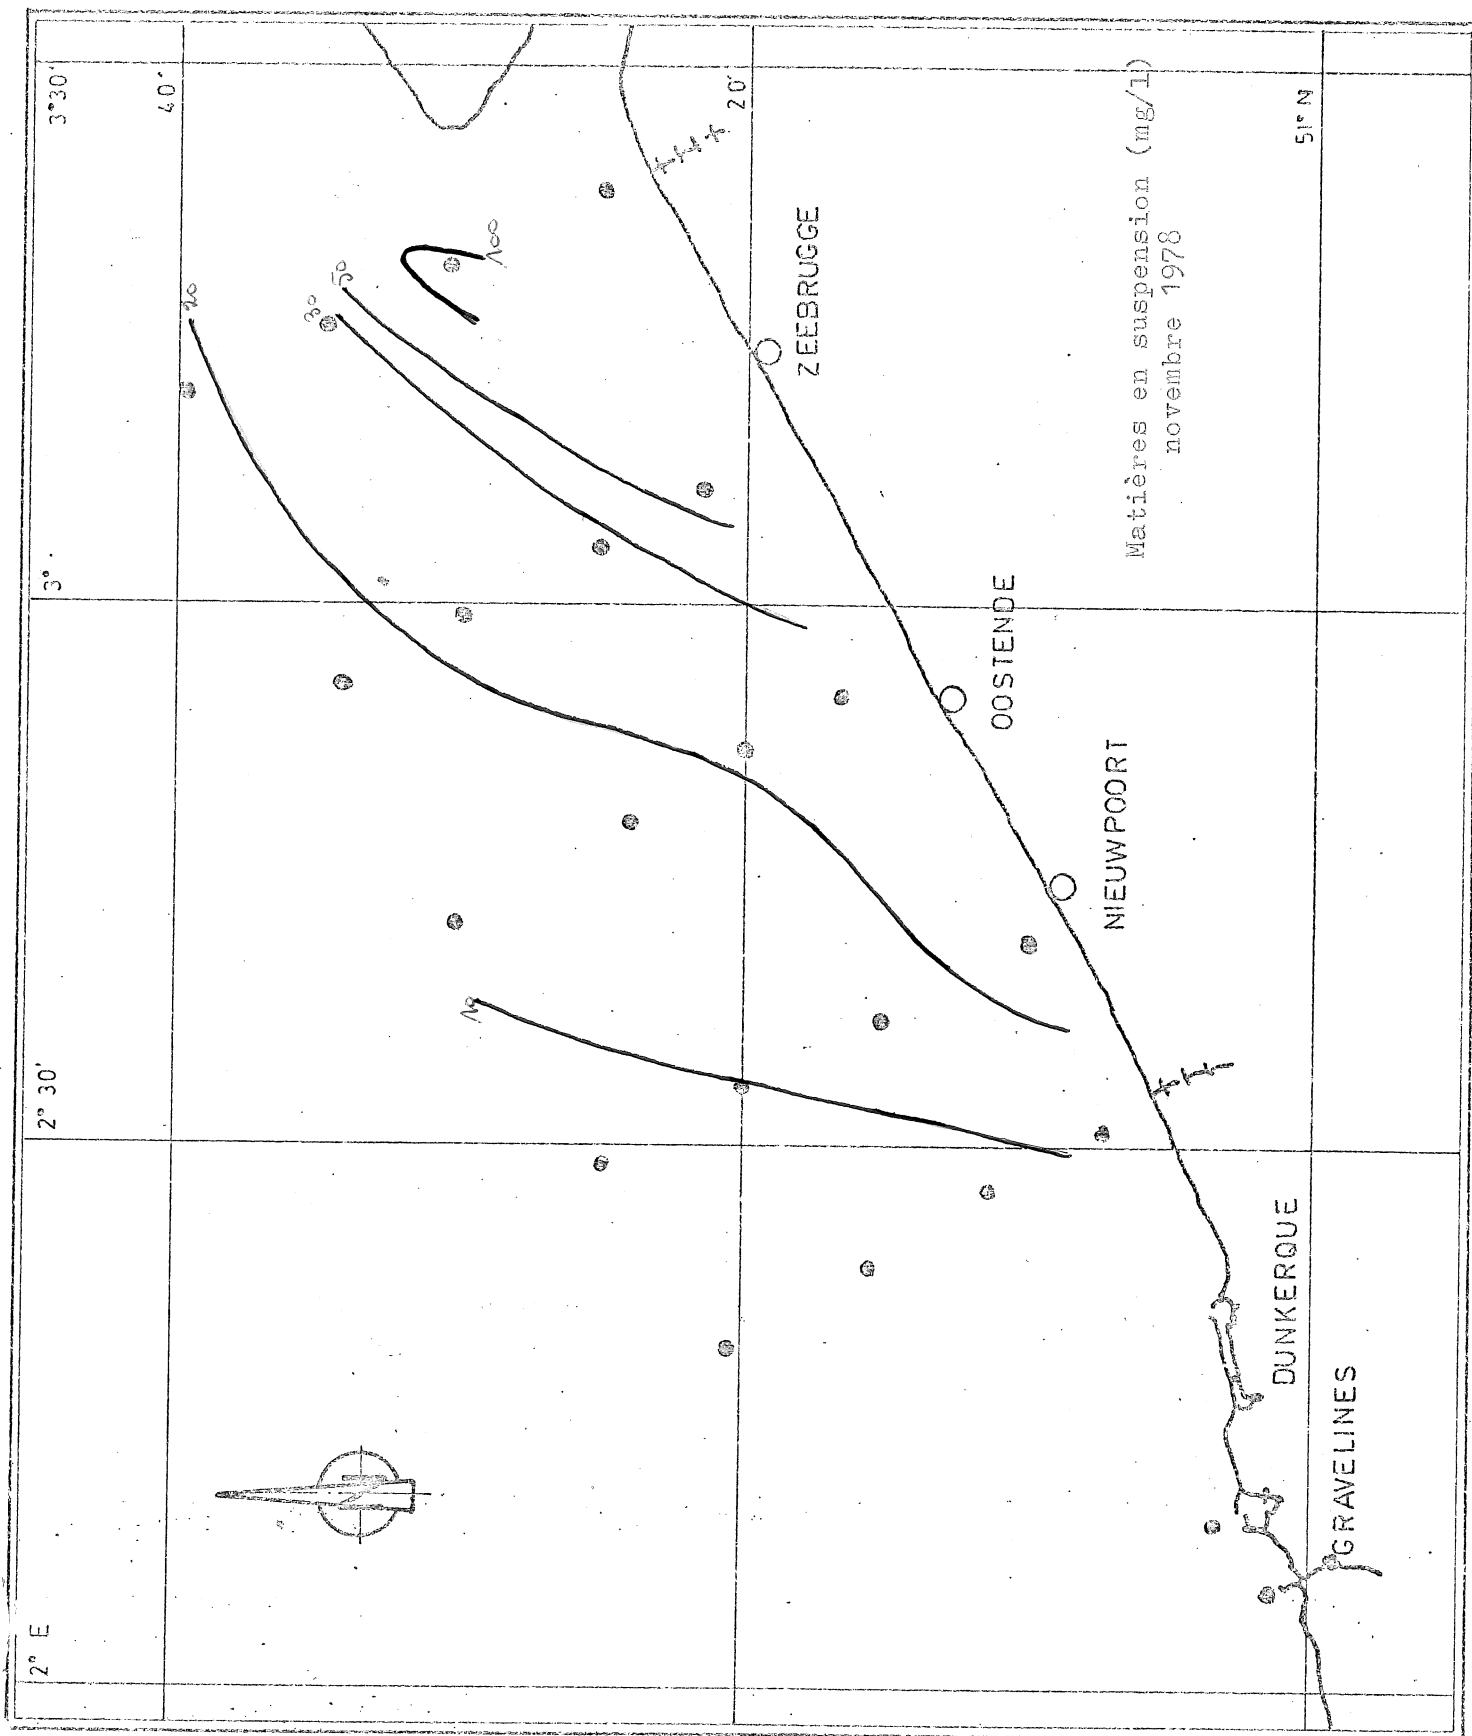 2° E
2° 30'
3°
3°30'
40'
20'
51° N
20
30
50
100
10
ZEEBRUGGE
OOSTENDE
NIEUWPOORT
DUNKERQUE
GRAVELINES
Matières en suspension (mg/l)
novembre 1978